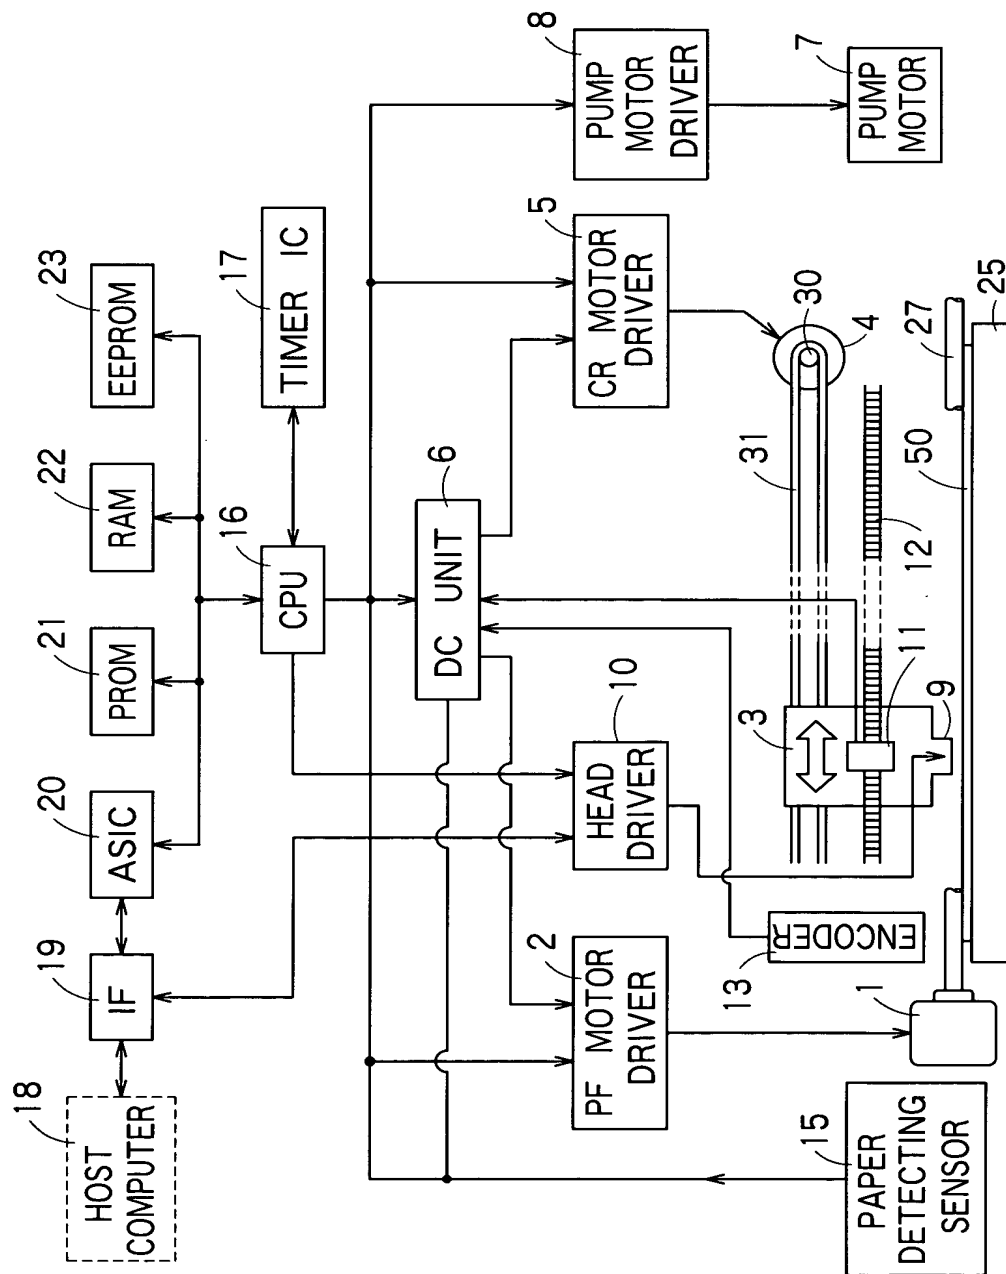 18
HOST
COMPUTER
19
IF
20
ASIC
21
PROM
22
RAM
23
EEPROM
16
CPU
17
TIMER IC
6
DC UNIT
2
PF MOTOR
DRIVER
10
HEAD
DRIVER
5
CR MOTOR
DRIVER
8
PUMP
MOTOR
DRIVER
15
PAPER
DETECTING
SENSOR
1
13
ENCODER
3
9
11
12
31
30
4
50
27
25
7
PUMP
MOTOR